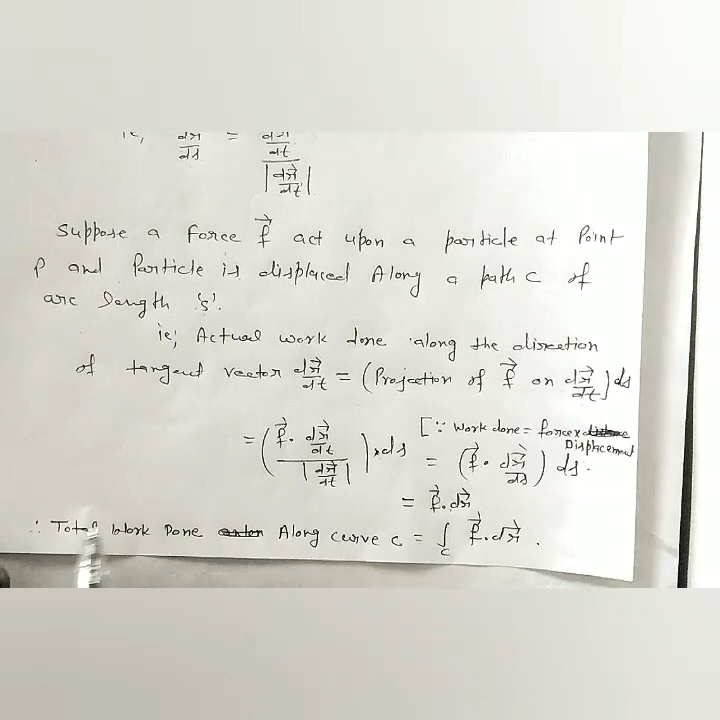 ie, dr/ds = (dr/dt)/|dr⃗/dt|
Suppose a force f⃗ act upon a particle at Point
P and Particle is displaced Along a path C of
arc length 's'.
ie; Actual work done along the direction
of tangent vector dr⃗/dt = (Projection of f⃗ on dr⃗/dt) ds
= (f⃗ . dr⃗/dt / |dr⃗/dt|) x ds [∵ work done = force x Displacement
= (f⃗ . dr⃗/ds) ds.
= f⃗ . dr⃗
∴ Total Work Done Along curve c = ∫c f⃗ . dr⃗ .